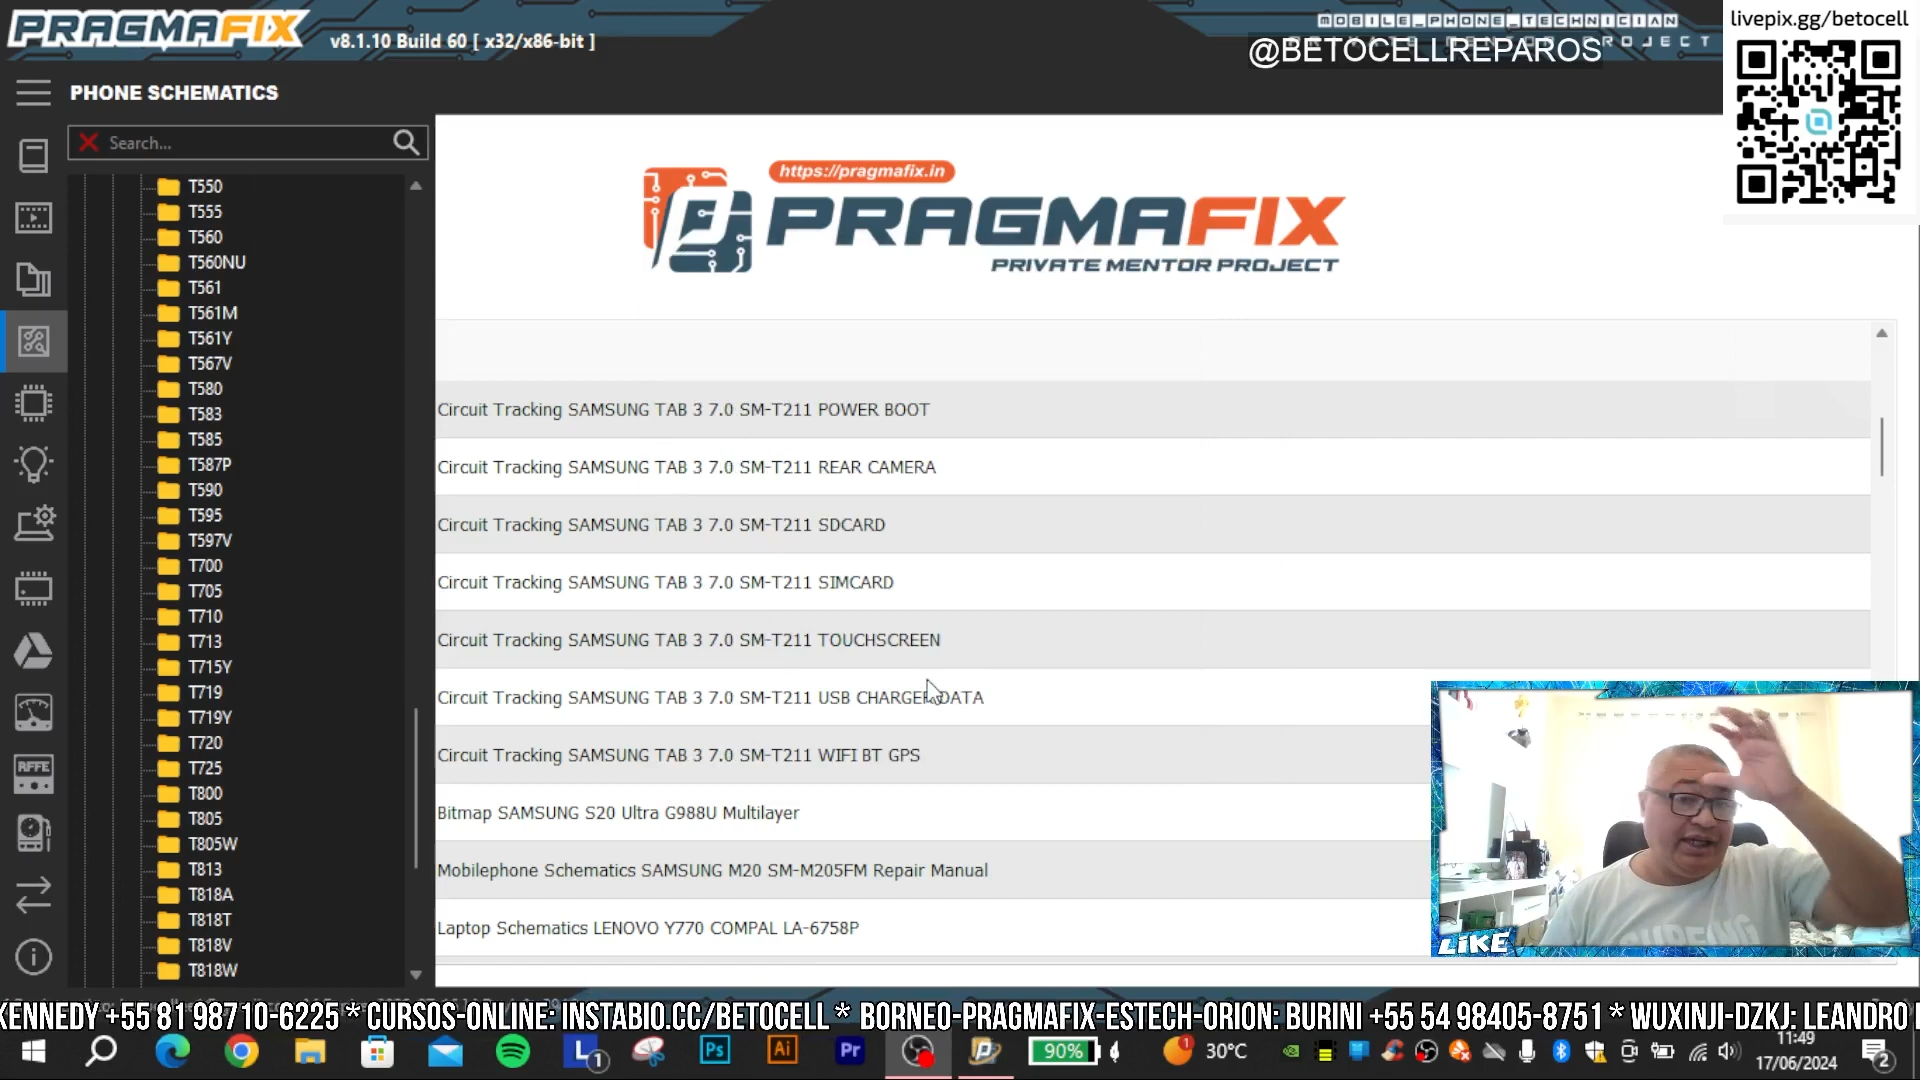 PRAGMAFIX
v8.1.10 Build 60 [ x32/x86-bit ]
MOBILE_PHONE_TECHNICIAN
@BETOCELLREPAROS
livepix.gg/betocell
PHONE SCHEMATICS
Search...
T550
T555
T560
T560NU
T561
T561M
T561Y
T567V
T580
T583
T585
T587P
T590
T595
T597V
T700
T705
T710
T713
T715Y
T719
T719Y
T720
T725
T800
T805
T805W
T813
T818A
T818T
T818V
T818W
RFFE
https://pragmafix.in
PRAGMAFIX
PRIVATE MENTOR PROJECT
Circuit Tracking SAMSUNG TAB 3 7.0 SM-T211 POWER BOOT
Circuit Tracking SAMSUNG TAB 3 7.0 SM-T211 REAR CAMERA
Circuit Tracking SAMSUNG TAB 3 7.0 SM-T211 SDCARD
Circuit Tracking SAMSUNG TAB 3 7.0 SM-T211 SIMCARD
Circuit Tracking SAMSUNG TAB 3 7.0 SM-T211 TOUCHSCREEN
Circuit Tracking SAMSUNG TAB 3 7.0 SM-T211 USB CHARGER DATA
Circuit Tracking SAMSUNG TAB 3 7.0 SM-T211 WIFI BT GPS
Bitmap SAMSUNG S20 Ultra G988U Multilayer
Mobilephone Schematics SAMSUNG M20 SM-M205FM Repair Manual
Laptop Schematics LENOVO Y770 COMPAL LA-6758P
LIKE
KENNEDY +55 81 98710-6225 * CURSOS-ONLINE: INSTABIO.CC/BETOCELL * BORNEO-PRAGMAFIX-ESTECH-ORION: BURINI +55 54 98405-8751 * WUXINJI-DZKJ: LEANDRO
L 1
Ps
Ai
Pr
90%
1
30°C
11:49
17/06/2024
2